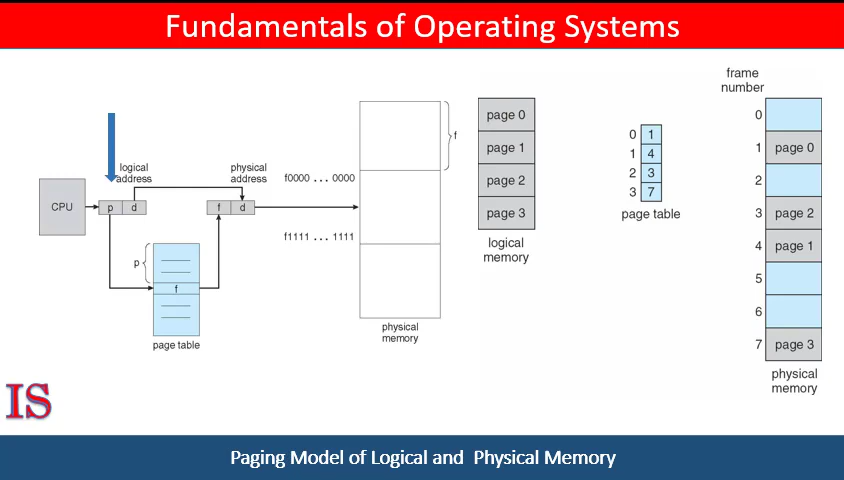 Fundamentals of Operating Systems
logical
address
physical
address
CPU
p d
f d
f0000 ... 0000
f1111 ... 1111
f
p
f
page table
physical
memory
page 0
page 1
page 2
page 3
logical
memory
0 1
1 4
2 3
3 7
page table
frame
number
0
1 page 0
2
3 page 2
4 page 1
5
6
7 page 3
physical
memory
IS
Paging Model of Logical and Physical Memory